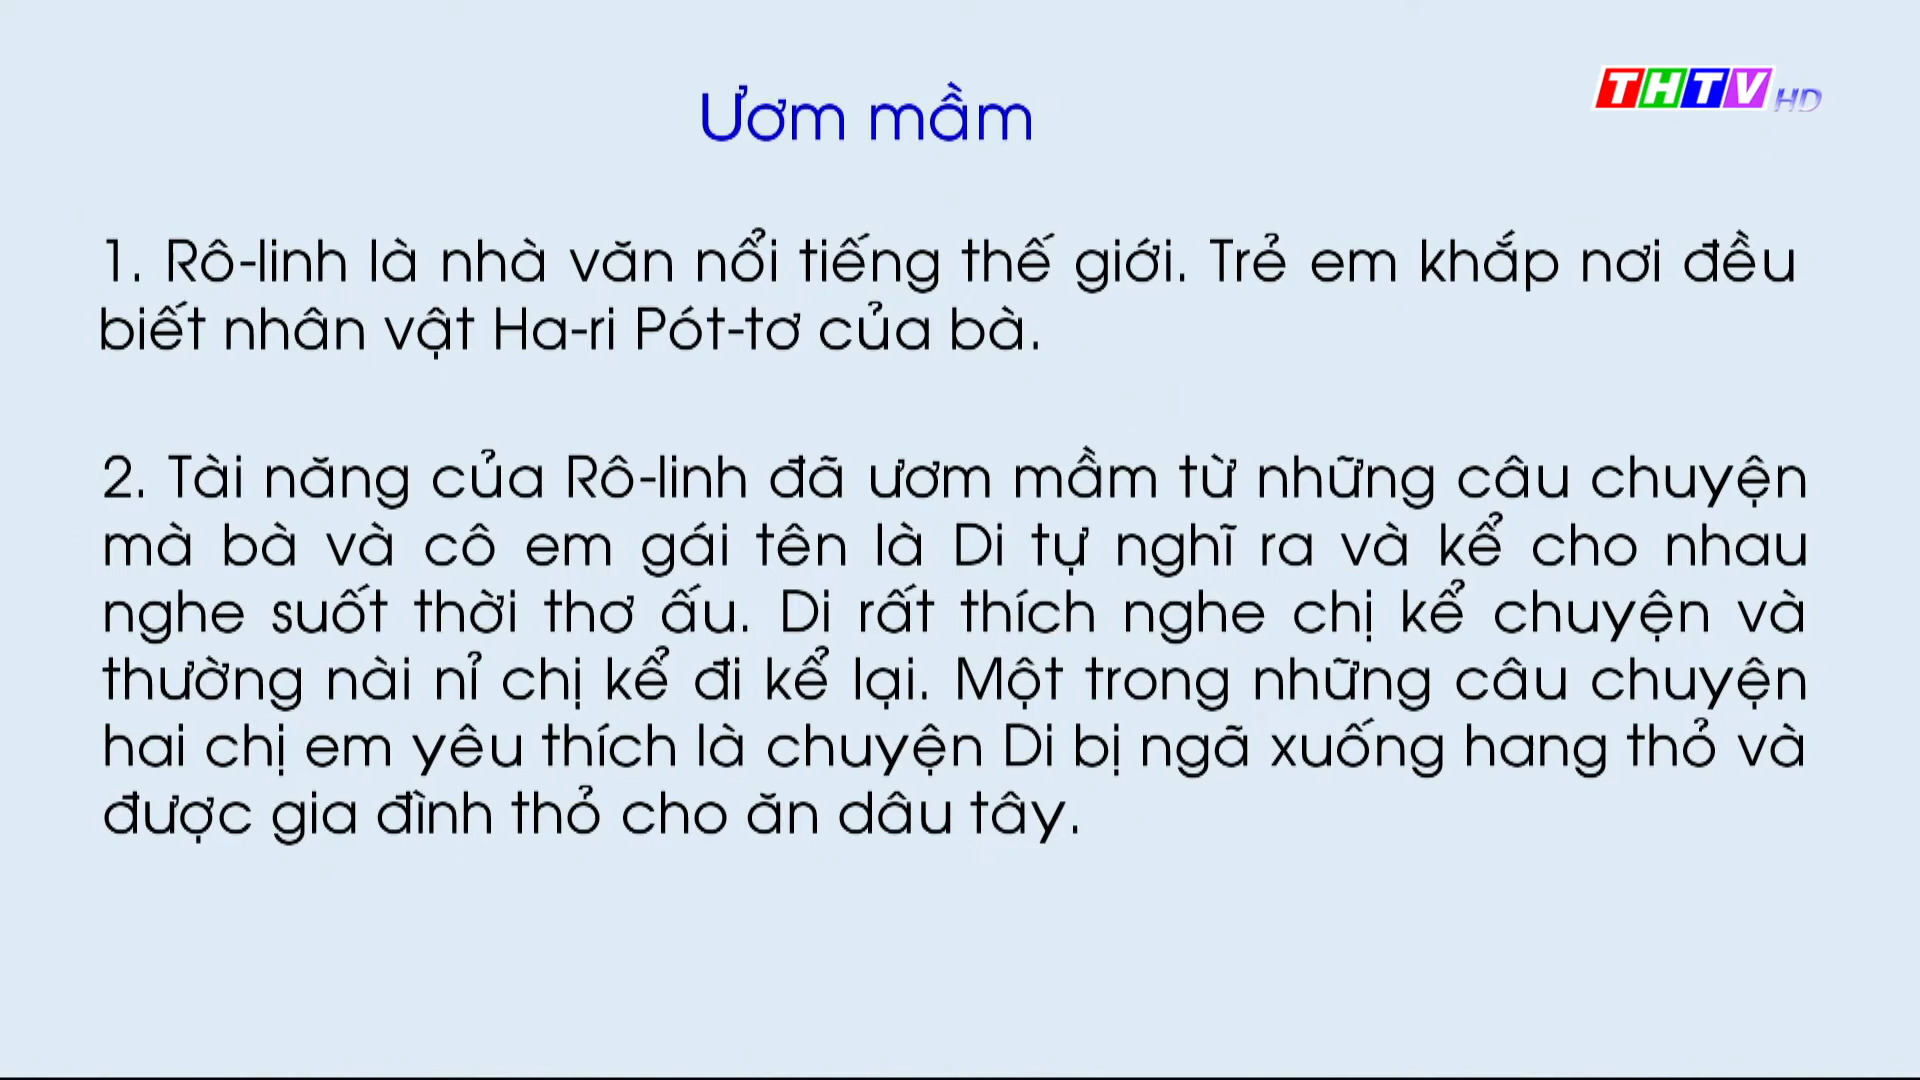 Ươm mầm
THTV HD
1. Rô-linh là nhà văn nổi tiếng thế giới. Trẻ em khắp nơi đều
biết nhân vật Ha-ri Pót-tơ của bà.
2. Tài năng của Rô-linh đã ươm mầm từ những câu chuyện
mà bà và cô em gái tên là Di tự nghĩ ra và kể cho nhau
nghe suốt thời thơ ấu. Di rất thích nghe chị kể chuyện và
thường nài nỉ chị kể đi kể lại. Một trong những câu chuyện
hai chị em yêu thích là chuyện Di bị ngã xuống hang thỏ và
được gia đình thỏ cho ăn dâu tây.